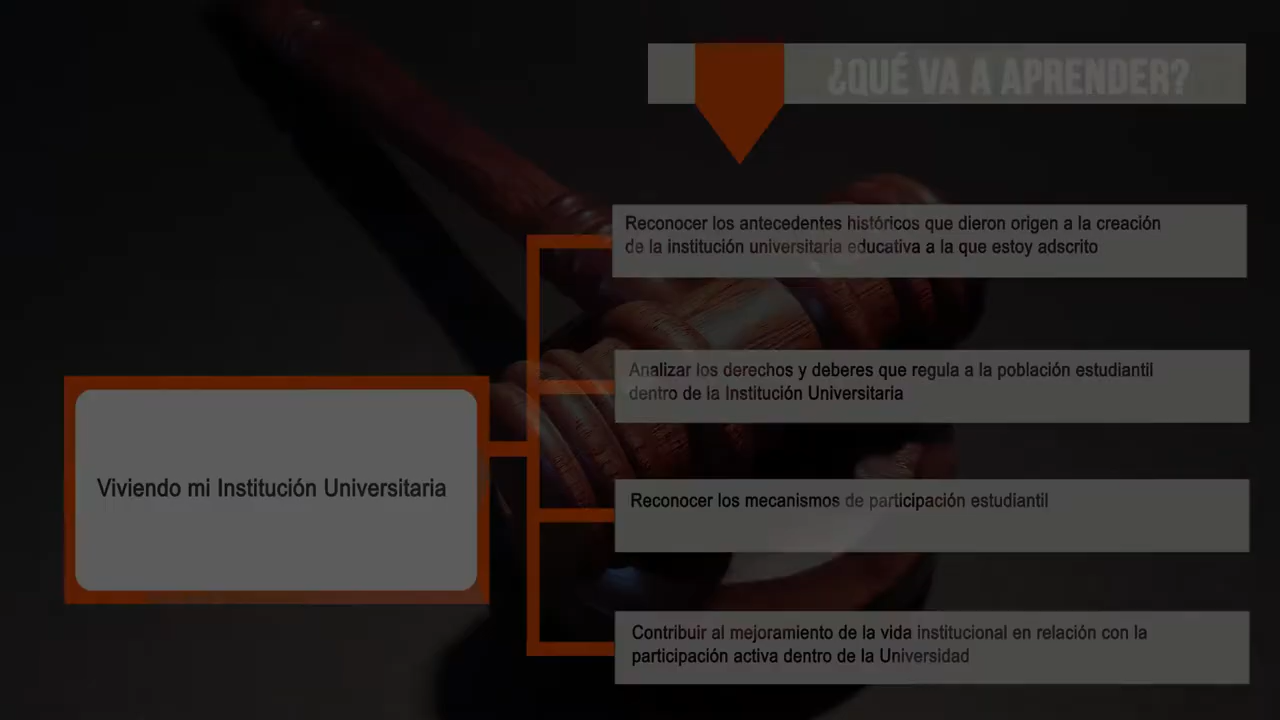 ¿QUÉ VA A APRENDER?
Reconocer los antecedentes históricos que dieron origen a la creación
de la institución universitaria educativa a la que estoy adscrito
Analizar los derechos y deberes que regula a la población estudiantil
dentro de la Institución Universitaria
Viviendo mi Institución Universitaria
Reconocer los mecanismos de participación estudiantil
Contribuir al mejoramiento de la vida institucional en relación con la
participación activa dentro de la Universidad